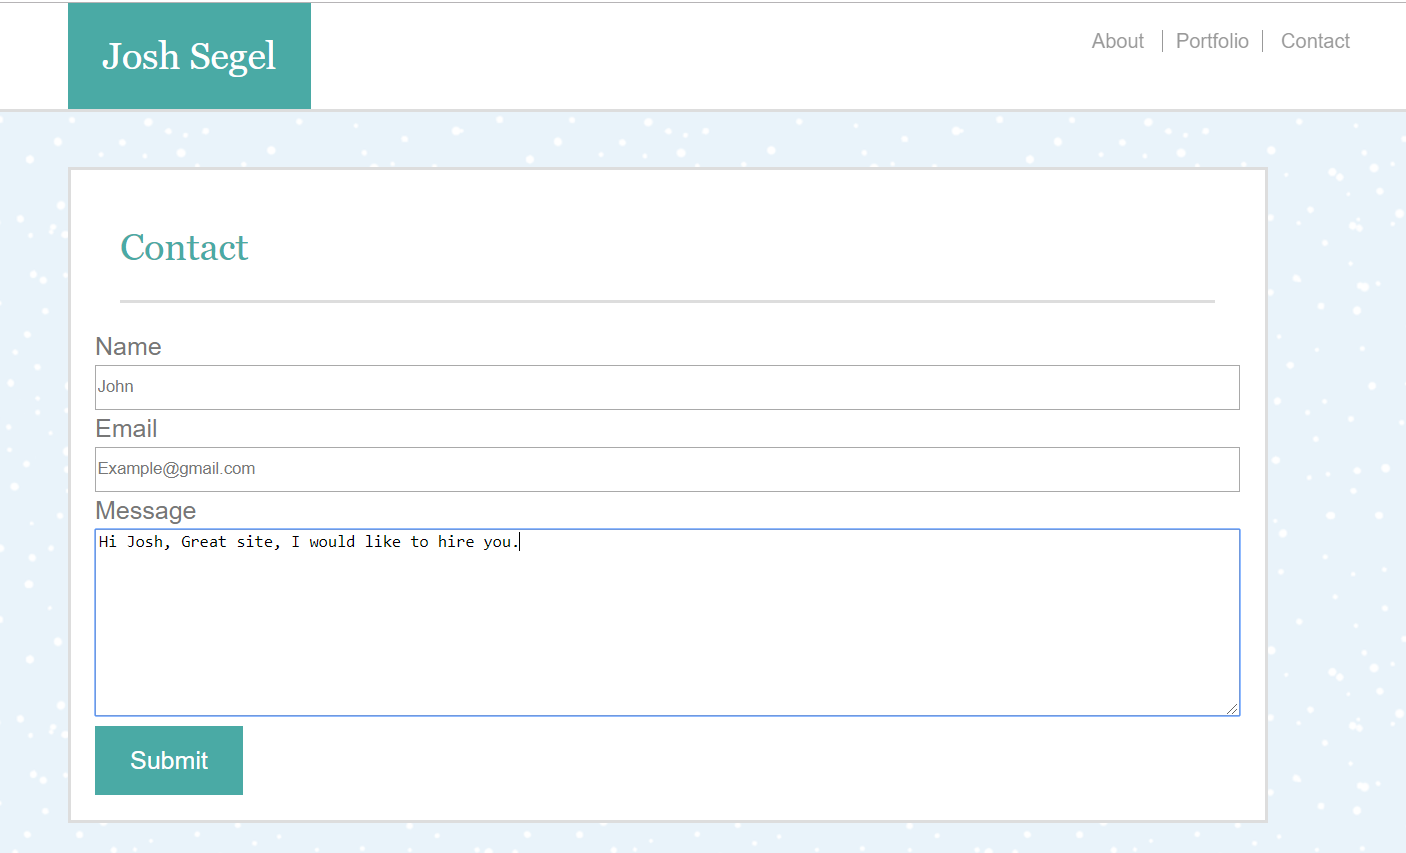 Josh Segel
About
Portfolio
Contact
Contact
Name
John
Email
Example@gmail.com
Message
Hi Josh, Great site, I would like to hire you.
Submit